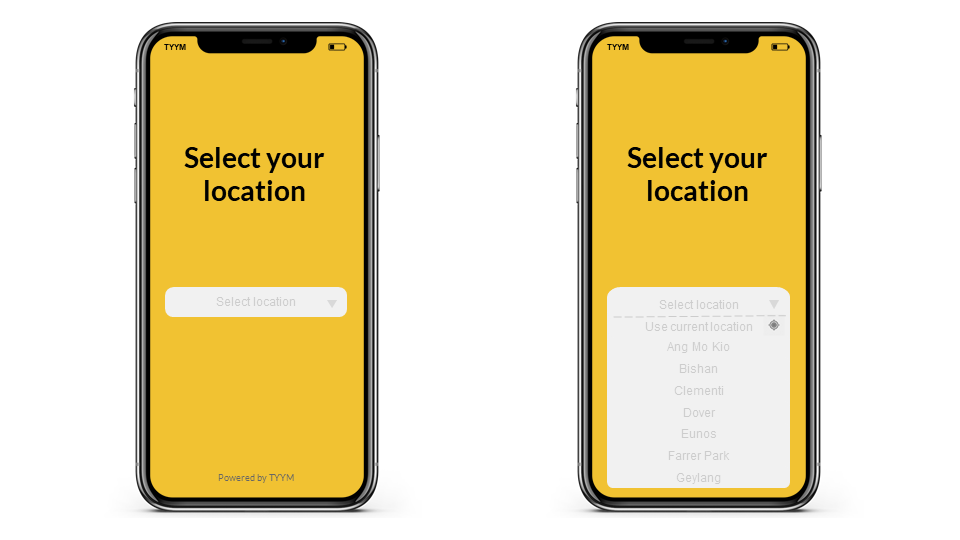 TYYM
Select your
location
Select location
Powered by TYYM
TYYM
Select your
location
Select location
Use current location
Ang Mo Kio
Bishan
Clementi
Dover
Eunos
Farrer Park
Geylang